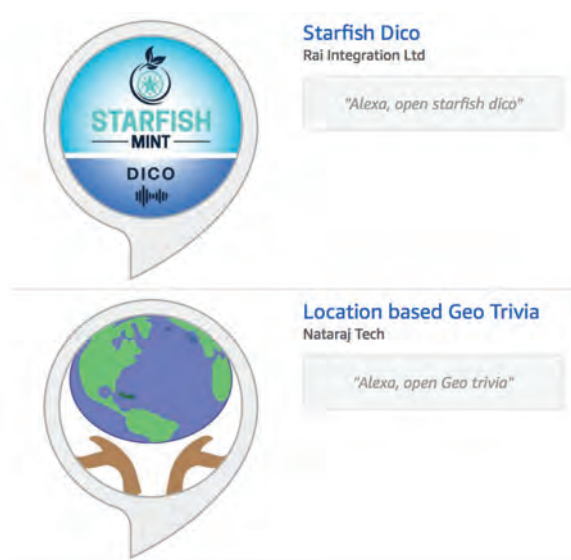 STARFISH
MINT
DICO
Starfish Dico
Rai Integration Ltd
"Alexa, open starfish dico"
Location based Geo Trivia
Nataraj Tech
"Alexa, open Geo trivia"